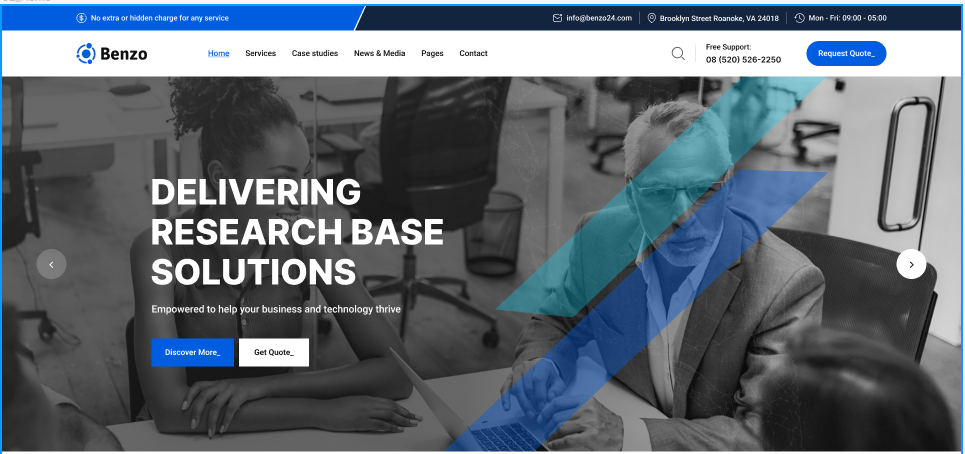 No extra or hidden charge for any service
info@benzo24.com
Brooklyn Street Roanoke, VA 24018
Mon - Fri: 09:00 - 05:00
Benzo
Home
Services
Case studies
News & Media
Pages
Contact
Free Support:
08 (520) 526-2250
Request Quote_
DELIVERING
RESEARCH BASE
SOLUTIONS
Empowered to help your business and technology thrive
Discover More_
Get Quote_